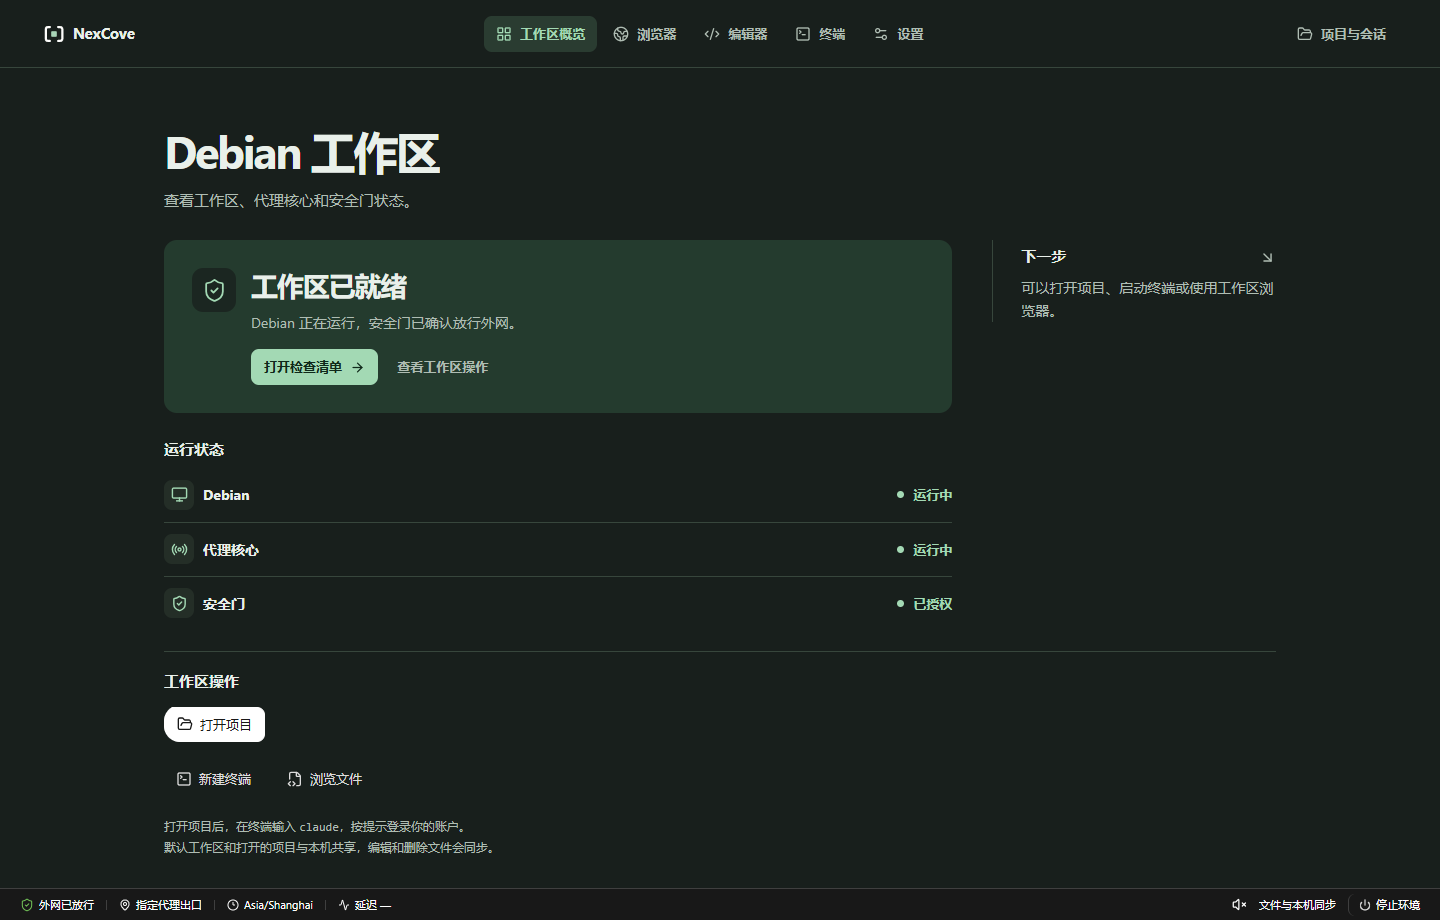 NexCove
工作区概览
浏览器
编辑器
终端
设置
项目与会话
Debian 工作区
查看工作区、代理核心和安全门状态。
工作区已就绪
Debian 正在运行，安全门已确认放行外网。
打开检查清单
查看工作区操作
下一步
可以打开项目、启动终端或使用工作区浏
览器。
运行状态
Debian
运行中
代理核心
运行中
安全门
已授权
工作区操作
打开项目
新建终端
浏览文件
打开项目后，在终端输入 claude，按提示登录你的账户。
默认工作区和打开的项目与本机共享，编辑和删除文件会同步。
外网已放行
指定代理出口
Asia/Shanghai
延迟 —
文件与本机同步
停止环境